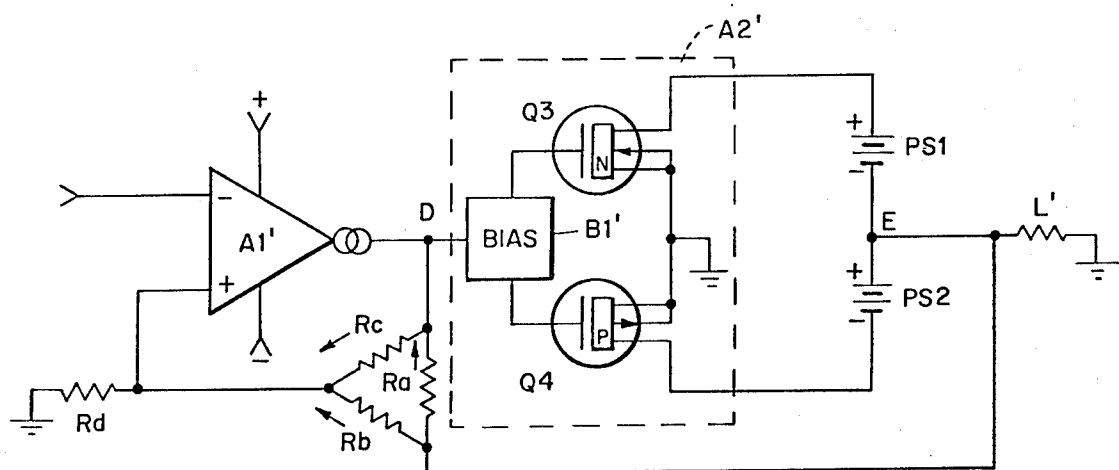 A2'
+
Q3
+
PS1
-
N
-
D
BIAS
B1'
E
L'
A1'
+
+
PS2
-
P
-
Rc
Ra
Q4
Rd
Rb